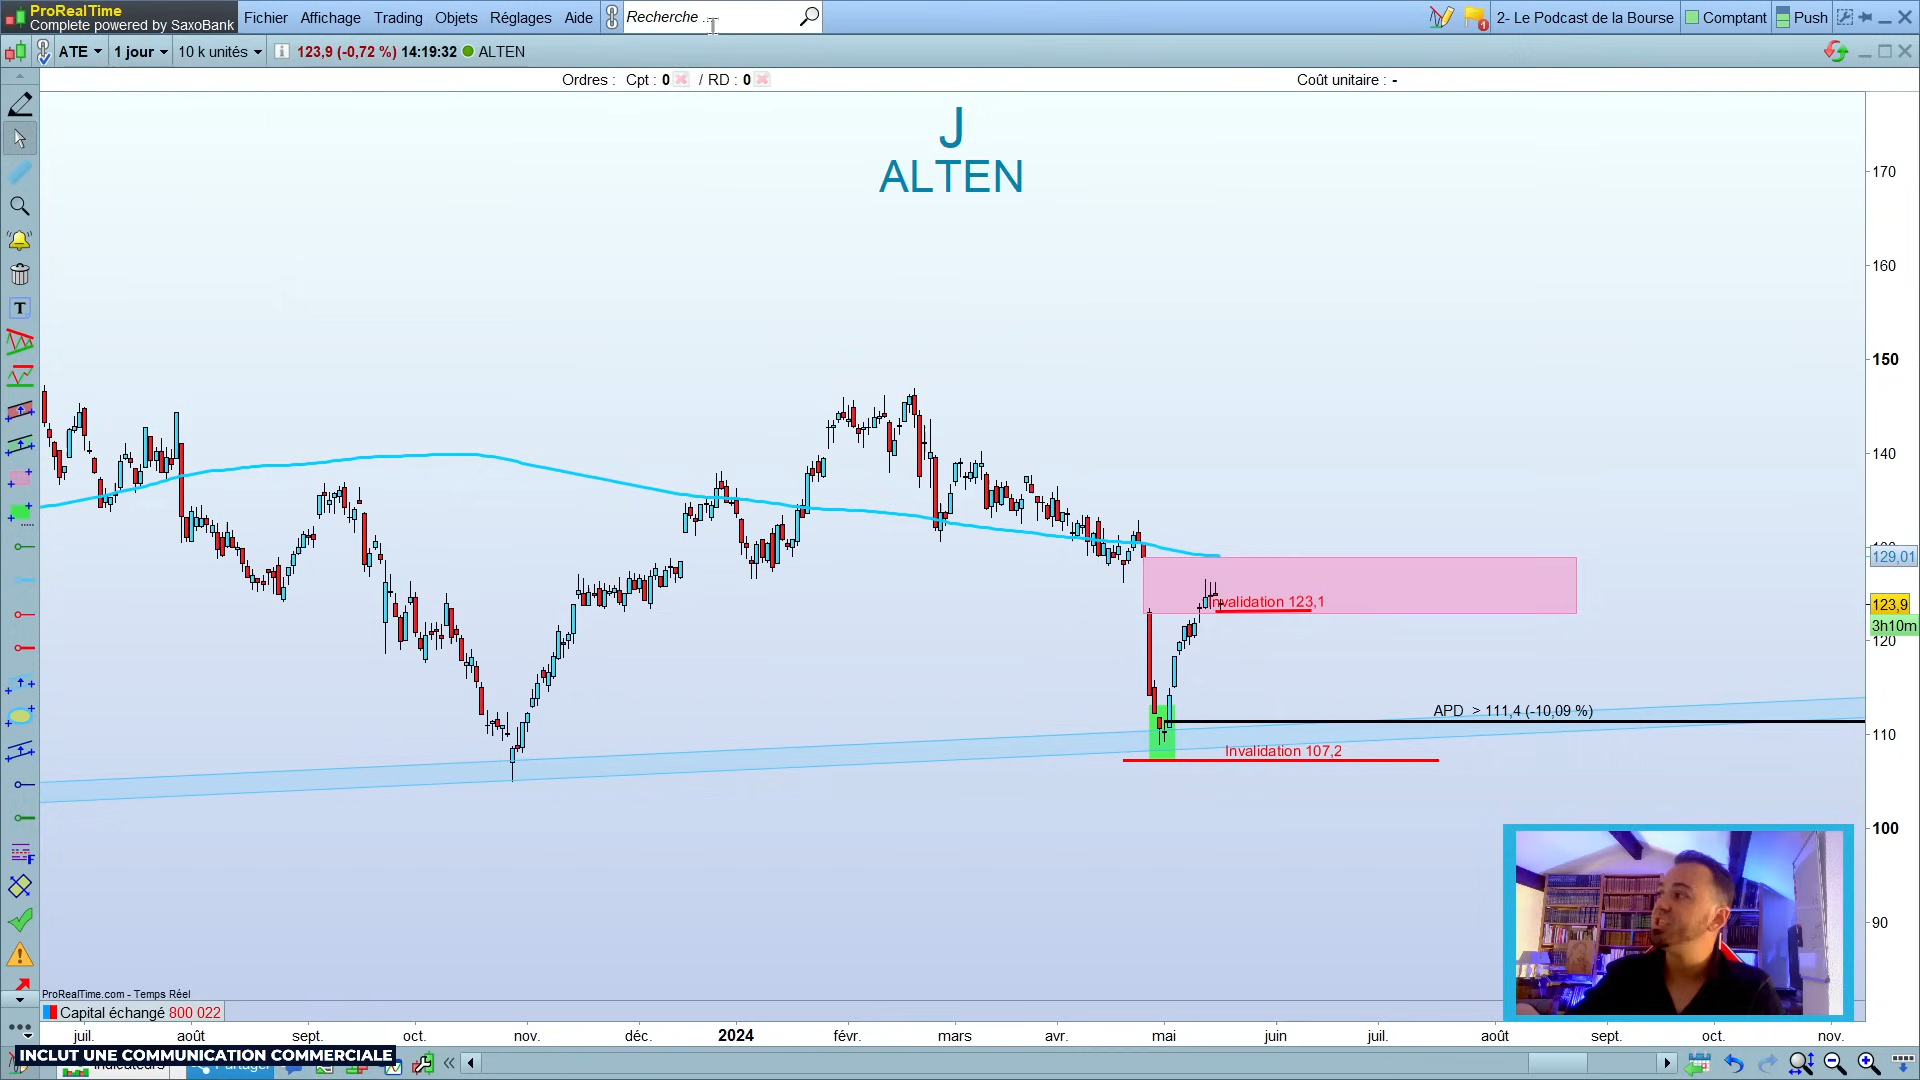 ProRealTime
Complete powered by SaxoBank
Fichier Affichage Trading Objets Réglages Aide
Recherche ...
1
2- Le Podcast de la Bourse
Comptant
Push
ATE
1 jour
10 k unités
123,9 (-0,72 %) 14:19:32 ALTEN
Ordres : Cpt : 0 / RD : 0
Coût unitaire : -
J
ALTEN
170
160
150
140
129,01
Invalidation 123,1
123,9
3h10m
120
APD > 111,4 (-10,09 %)
110
Invalidation 107,2
100
90
T
F
ProRealTime.com - Temps Réel
Capital échangé 800 022
juil. août sept. oct. nov. déc. 2024 févr. mars avr. mai juin juil. août sept. oct. nov.
INCLUT UNE COMMUNICATION COMMERCIALE